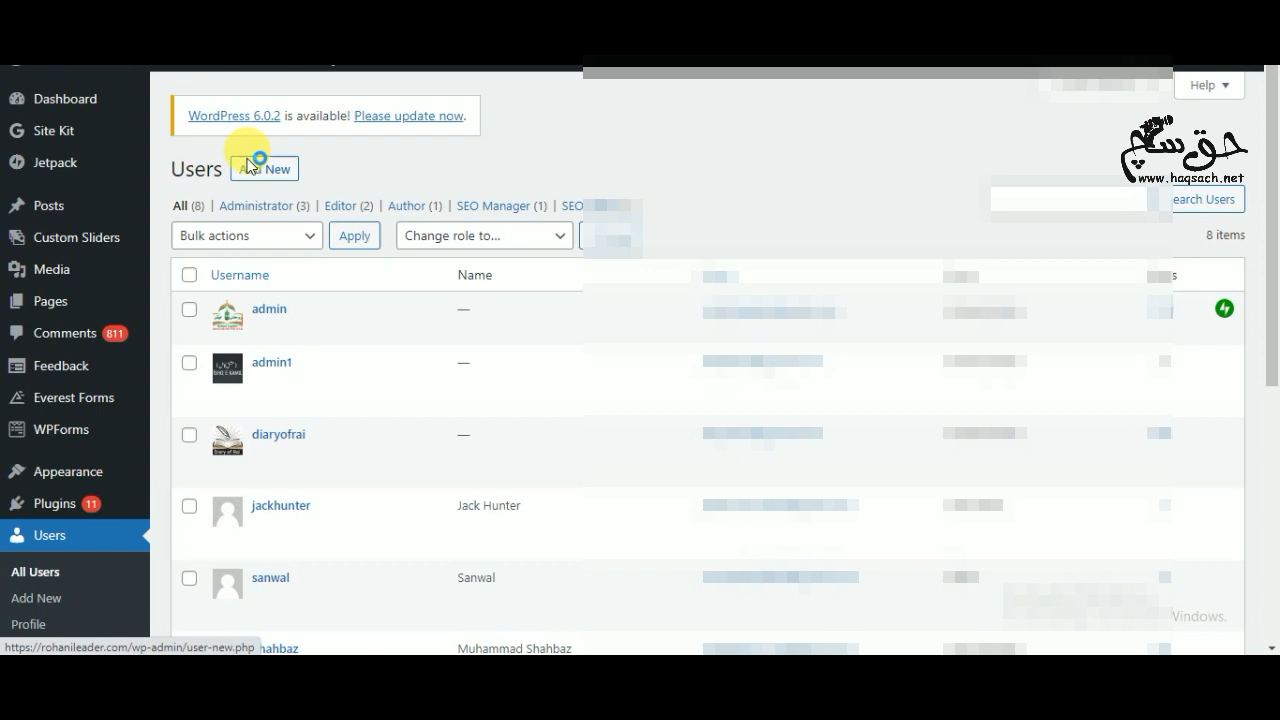 Dashboard
Site Kit
Jetpack
Posts
Custom Sliders
Media
Pages
Comments 811
Feedback
Everest Forms
WPForms
Appearance
Plugins 11
Users
All Users
Add New
Profile
https://rohanileader.com/wp-admin/user-new.php
WordPress 6.0.2 is available! Please update now.
Help
حق سچ
www.haqsach.net
Users
New
All (8) | Administrator (3) | Editor (2) | Author (1) | SEO Manager (1) | SEO
Users
Bulk actions
Apply
Change role to...
8 items
Username Name
admin —
admin1 —
diaryofrai —
jackhunter Jack Hunter
sanwal Sanwal
Muhammad Shahbaz
Windows.